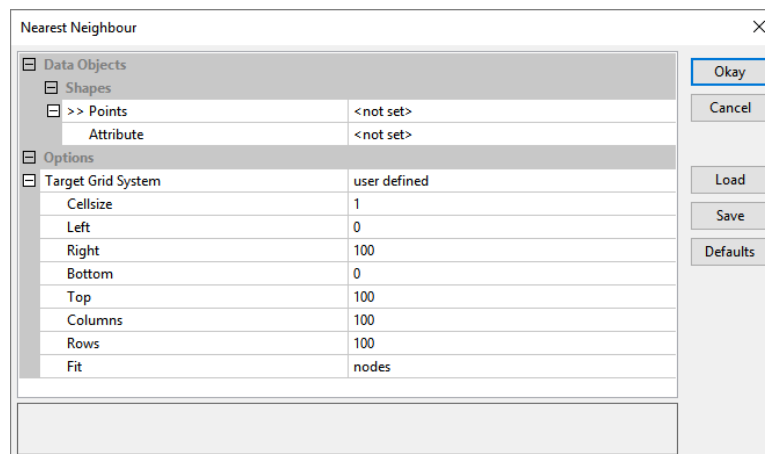 Nearest Neighbour
Data Objects
Shapes
>> Points <not set>
Attribute <not set>
Options
Target Grid System user defined
Cellsize 1
Left 0
Right 100
Bottom 0
Top 100
Columns 100
Rows 100
Fit nodes
Okay
Cancel
Load
Save
Defaults